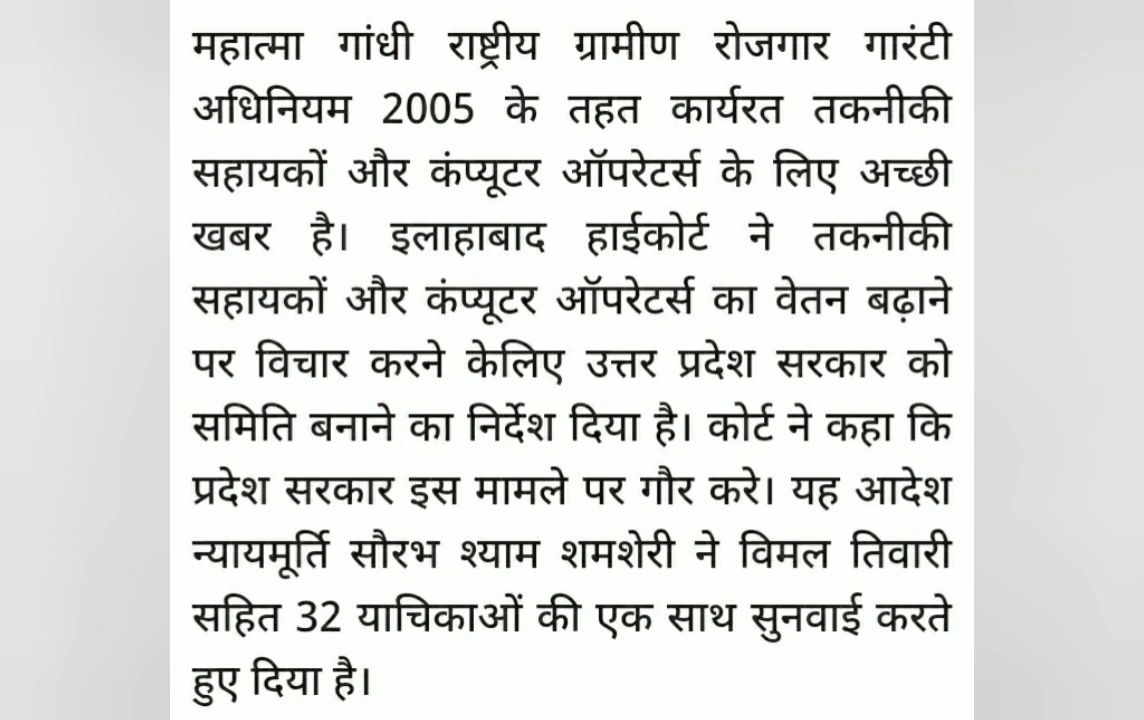 महात्मा गांधी राष्ट्रीय ग्रामीण रोजगार गारंटी
अधिनियम 2005 के तहत कार्यरत तकनीकी
सहायकों और कंप्यूटर ऑपरेटर्स के लिए अच्छी
खबर है। इलाहाबाद हाईकोर्ट ने तकनीकी
सहायकों और कंप्यूटर ऑपरेटर्स का वेतन बढ़ाने
पर विचार करने केलिए उत्तर प्रदेश सरकार को
समिति बनाने का निर्देश दिया है। कोर्ट ने कहा कि
प्रदेश सरकार इस मामले पर गौर करे। यह आदेश
न्यायमूर्ति सौरभ श्याम शमशेरी ने विमल तिवारी
सहित 32 याचिकाओं की एक साथ सुनवाई करते
हुए दिया है।